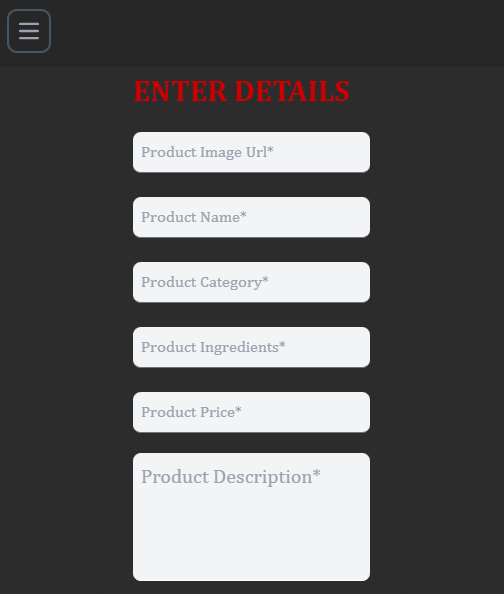 ENTER DETAILS
Product Image Url*
Product Name*
Product Category*
Product Ingredients*
Product Price*
Product Description*